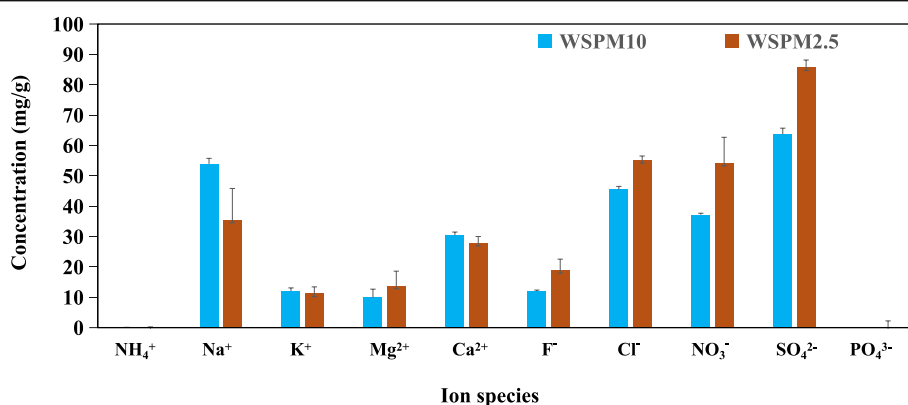 100
90
80
70
60
50
40
30
20
10
0
Concentration (mg/g)
WSPM10 WSPM2.5
NH₄⁺ Na⁺ K⁺ Mg²⁺ Ca²⁺ F⁻ Cl⁻ NO₃⁻ SO₄²⁻ PO₄³⁻
Ion species